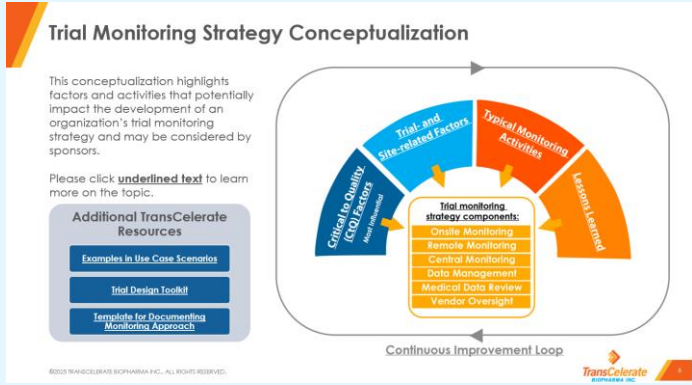 Trial Monitoring Strategy Conceptualization
This conceptualization highlights
factors and activities that potentially
impact the development of an
organization's trial monitoring
strategy and may be considered by
sponsors.
Please click underlined text to learn
more on the topic.
Additional TransCelerate
Resources
Examples in Use Case Scenarios
Trial Design Toolkit
Template for Documenting
Monitoring Approach
Critical to Quality
(CtQ) Factors
Most Influential
Trial- and
Site-related Factors
Typical Monitoring
Activities
Lessons Learned
Trial monitoring
strategy components:
Onsite Monitoring
Remote Monitoring
Central Monitoring
Data Management
Medical Data Review
Vendor Oversight
Continuous Improvement Loop
©2025 TRANSCELERATE BIOPHARMA INC., ALL RIGHTS RESERVED.
TransCelerate
BIOPHARMA INC.
6